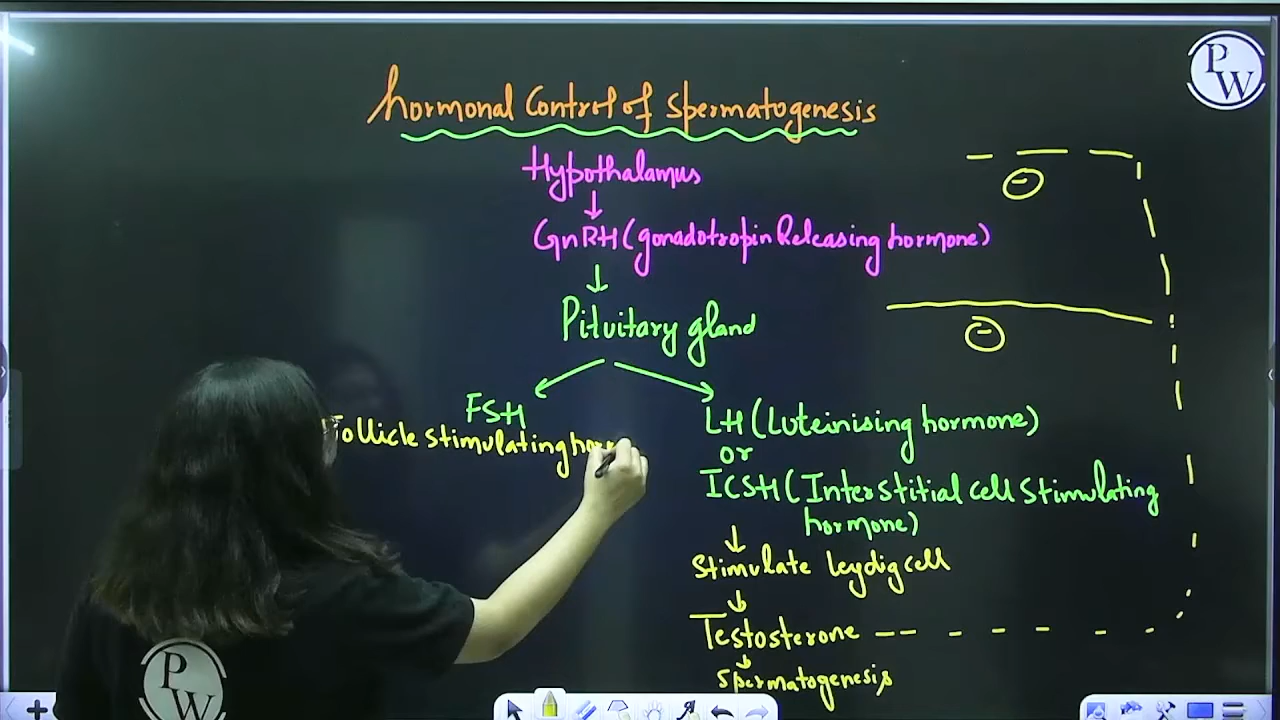 PW
Hormonal Control of Spermatogenesis
Hypothalamus
GnRH (gonadotropin Releasing hormone)
Pituitary gland
FSH
Follicle stimulating hor
LH (Luteinising hormone)
or
ICSH (Interstitial cell stimulating
hormone)
Stimulate leydig cell
Testosterone
Spermatogenesis
PW